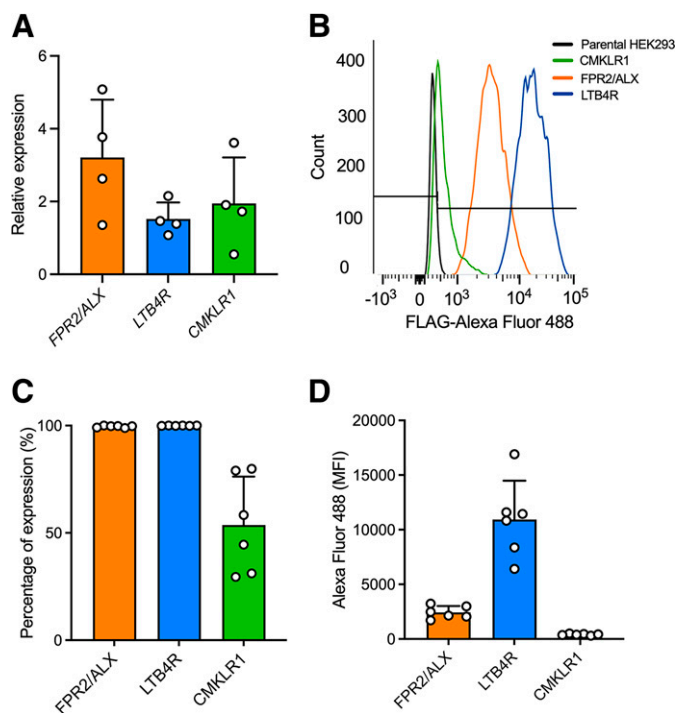 A
Relative expression
6
4
2
0
FPR2/ALX
LTB4R
CMKLR1
B
Count
400
300
200
100
0
-10³
0
10³
10⁴
10⁵
FLAG-Alexa Fluor 488
Parental HEK293
CMKLR1
FPR2/ALX
LTB4R
C
Percentage of expression (%)
100
50
0
FPR2/ALX
LTB4R
CMKLR1
D
Alexa Fluor 488 (MFI)
20000
15000
10000
5000
0
FPR2/ALX
LTB4R
CMKLR1